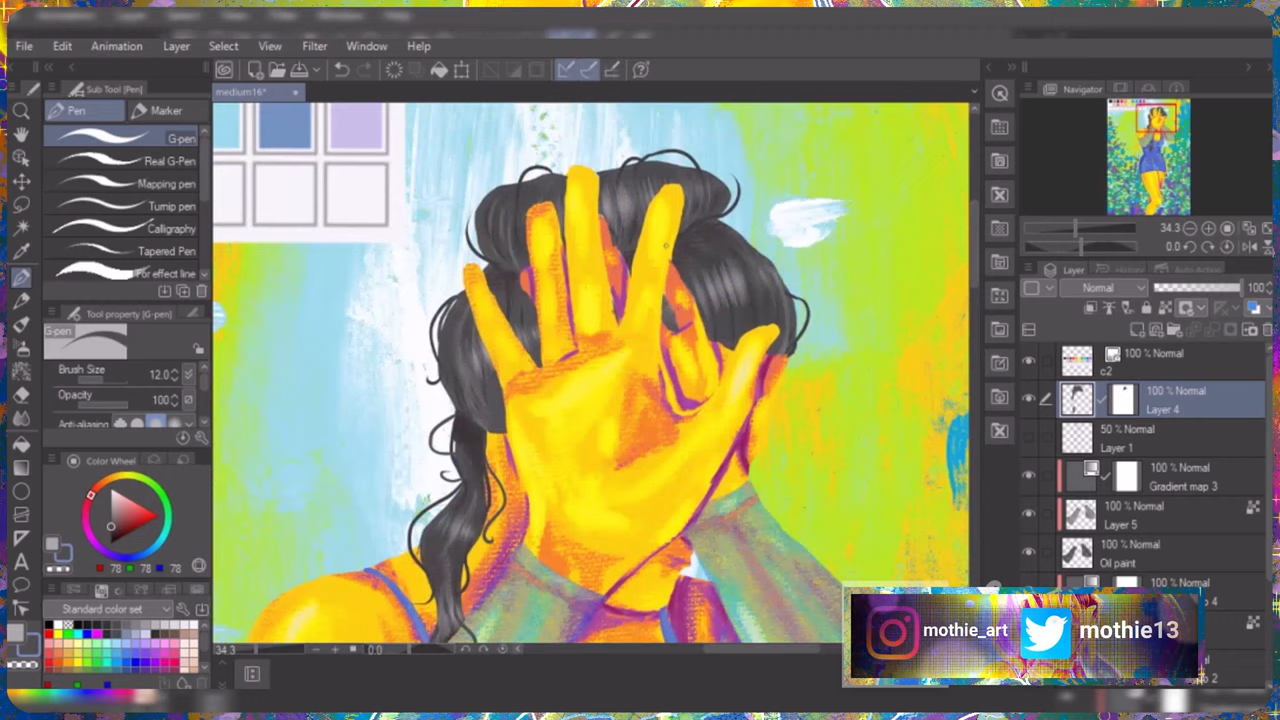 File Edit Animation Layer Select View Filter Window Help
Sub Tool [Pen]
medium16*
Navigator
Pen Marker
G-pen
Real G-Pen
Mapping pen
Turnip pen
Calligraphy
Tapered Pen
For effect line
34.3
0.0
Layer History Auto Action
Normal 100
Tool property [G-pen]
G-pen
Brush Size 12.0
Opacity 100
Anti-aliasing
100 % Normal
c2
100 % Normal
Layer 4
50 % Normal
Layer 1
100 % Normal
Gradient map 3
100 % Normal
Layer 5
100 % Normal
Oil paint
100 % Normal
Color Wheel
78 78 78
Standard color set
34.3 0.0
mothie_art mothie13